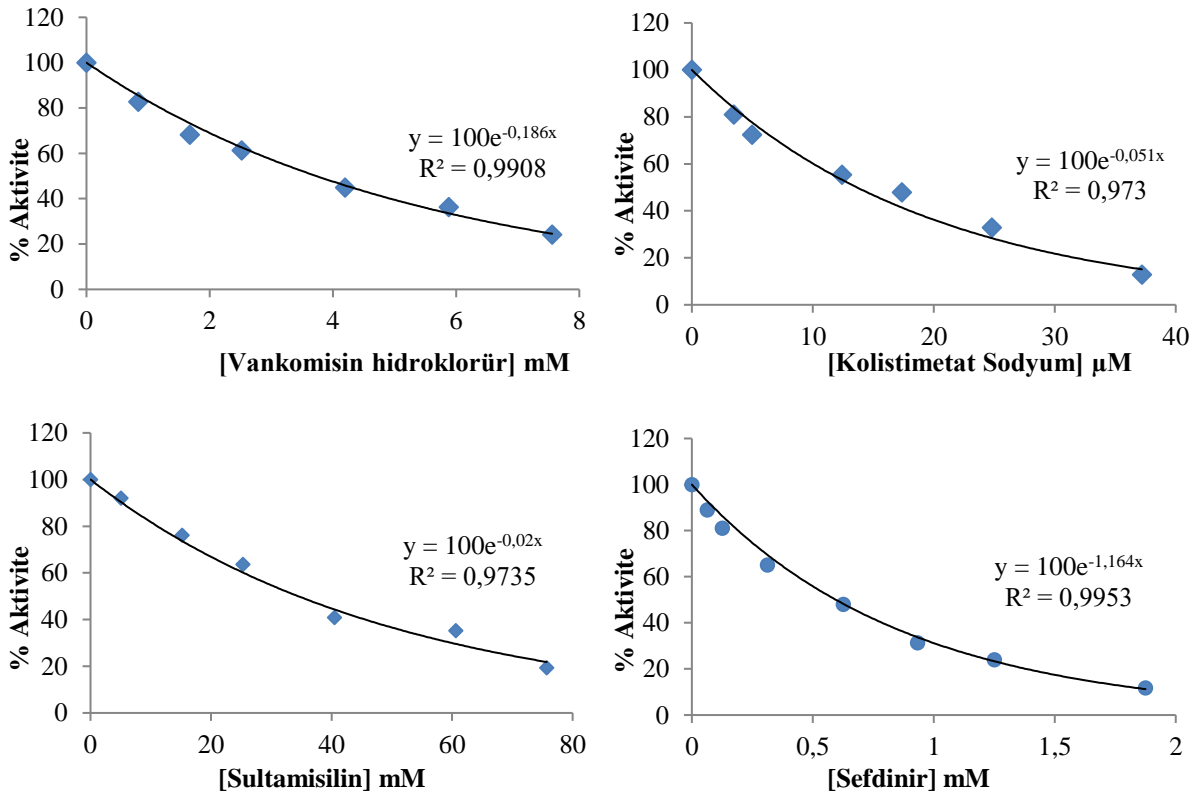 120
100
80
60
40
20
0
% Aktivite
y = 100e^-0,186x
R² = 0,9908
0 2 4 6 8
[Vankomisin hidroklorür] mM
120
100
80
60
40
20
0
% Aktivite
y = 100e^-0,051x
R² = 0,973
0 10 20 30 40
[Kolistimetat Sodyum] µM
120
100
80
60
40
20
0
% Aktivite
y = 100e^-0,02x
R² = 0,9735
0 20 40 60 80
[Sultamisilin] mM
120
100
80
60
40
20
0
% Aktivite
y = 100e^-1,164x
R² = 0,9953
0 0,5 1 1,5 2
[Sefdinir] mM